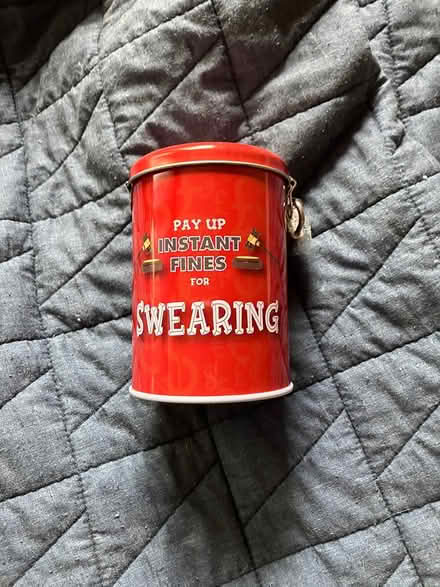 PAY UP
INSTANT
FINES
FOR
SWEARING